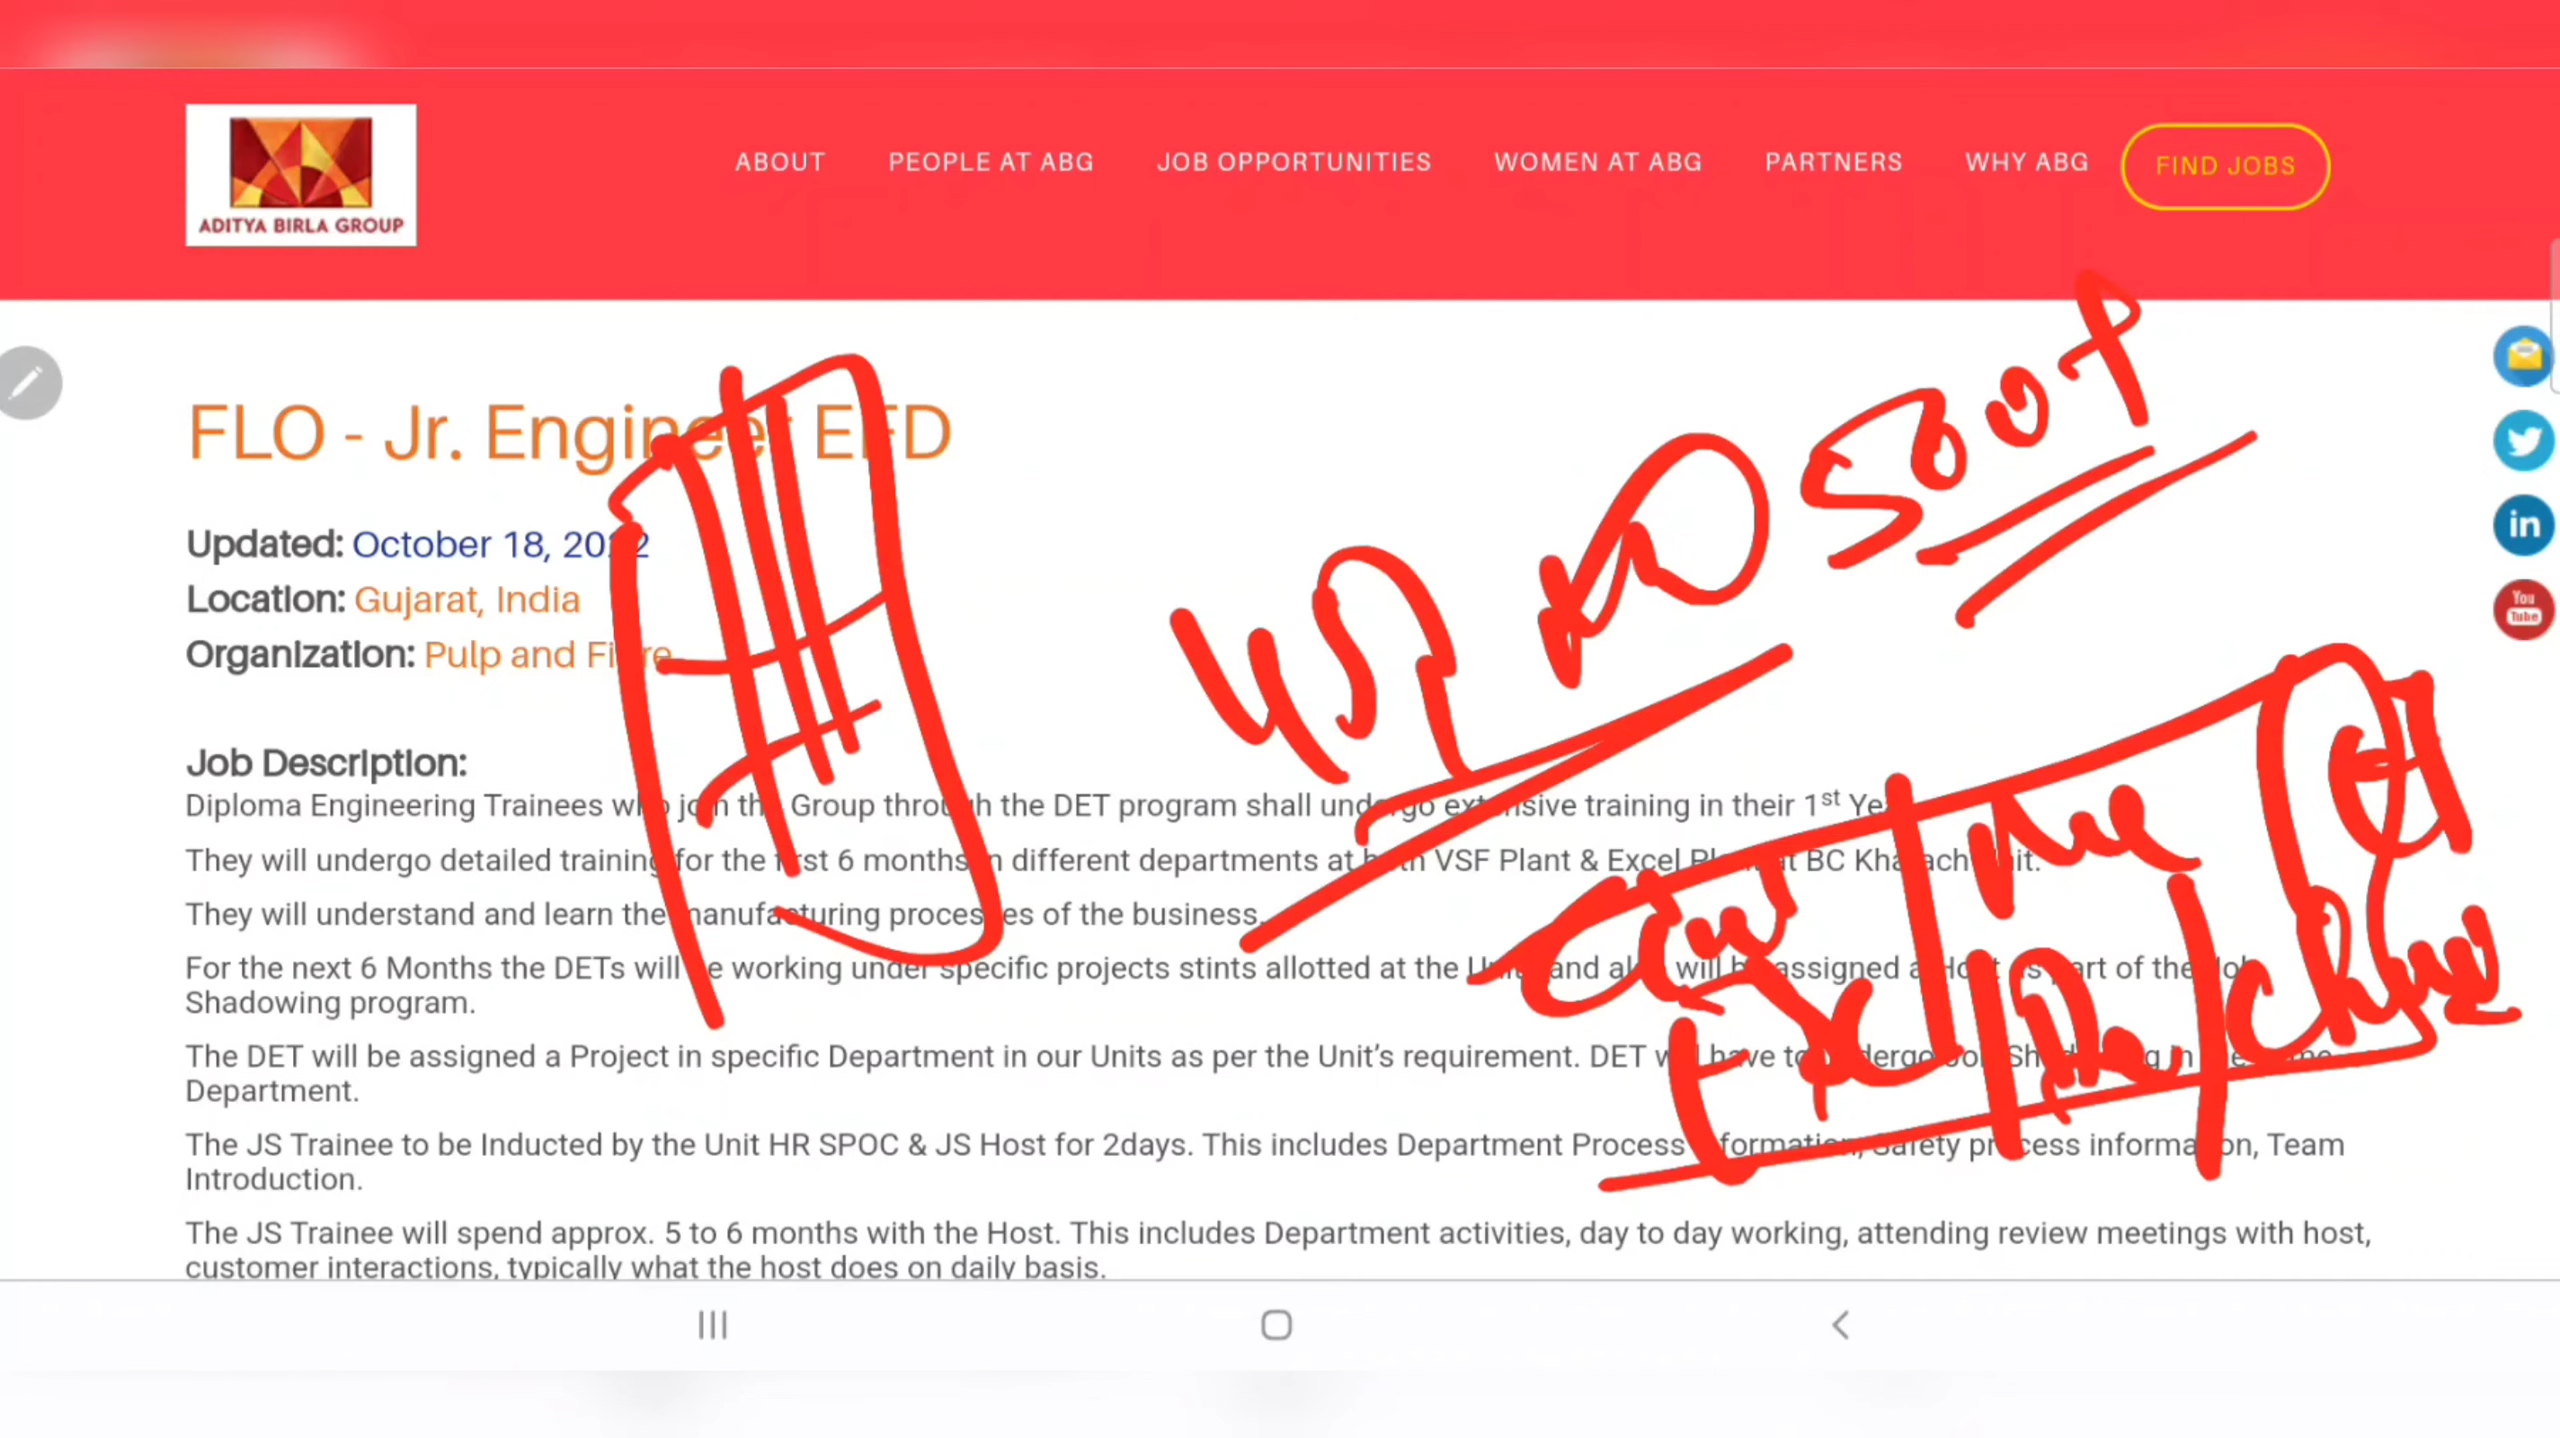 ADITYA BIRLA GROUP
ABOUT PEOPLE AT ABG JOB OPPORTUNITIES WOMEN AT ABG PARTNERS WHY ABG FIND JOBS
FLO - Jr. Engineer EFD
Updated: October 18, 2022
Location: Gujarat, India
Organization: Pulp and Fibre
500+
Job Description:
Diploma Engineering Trainees who join the Group through the DET program shall undergo extensive training in their 1st Year.
They will undergo detailed training for the first 6 months in different departments at both VSF Plant & Excel Plant at BC Kharach Unit.
They will understand and learn the manufacturing processes of the business.
For the next 6 Months the DETs will be working under specific projects stints allotted at the Units and also will be assigned a Host as part of the Job
Shadowing program.
The DET will be assigned a Project in specific Department in our Units as per the Unit's requirement. DET will have to undergo Job Shadowing in the same
Department.
The JS Trainee to be Inducted by the Unit HR SPOC & JS Host for 2days. This includes Department Process information, Safety process information, Team
Introduction.
The JS Trainee will spend approx. 5 to 6 months with the Host. This includes Department activities, day to day working, attending review meetings with host,
customer interactions, typically what the host does on daily basis.
in
You
Tube